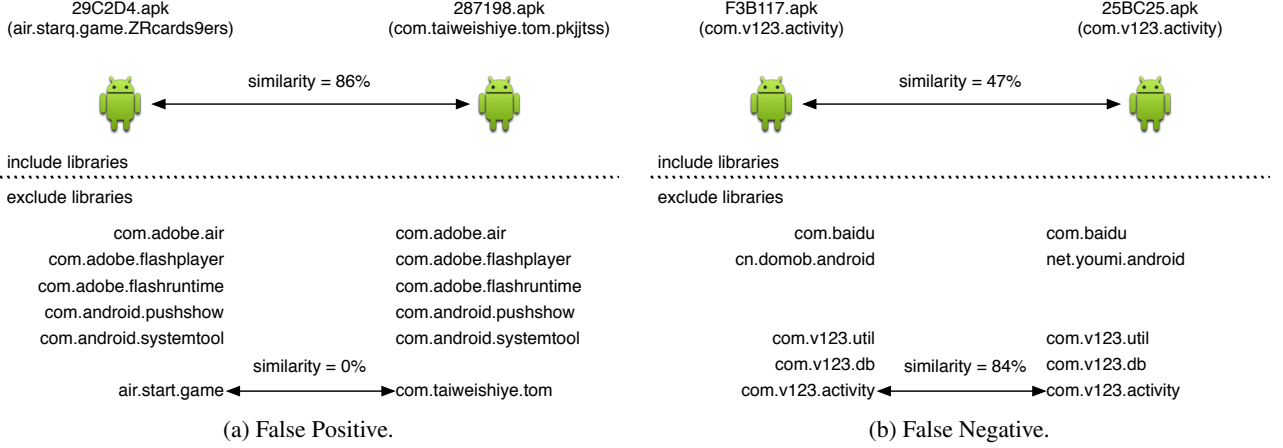 29C2D4.apk
(air.starq.game.ZRcards9ers)
287198.apk
(com.taiweishiye.tom.pkjjtss)
similarity = 86%
include libraries
exclude libraries
com.adobe.air
com.adobe.air
com.adobe.flashplayer
com.adobe.flashplayer
com.adobe.flashruntime
com.adobe.flashruntime
com.android.pushshow
com.android.pushshow
com.android.systemtool
com.android.systemtool
similarity = 0%
air.start.game
com.taiweishiye.tom
(a) False Positive.
F3B117.apk
(com.v123.activity)
25BC25.apk
(com.v123.activity)
similarity = 47%
include libraries
exclude libraries
com.baidu
com.baidu
cn.domob.android
net.youmi.android
com.v123.util
com.v123.util
com.v123.db
com.v123.db
similarity = 84%
com.v123.activity
com.v123.activity
(b) False Negative.